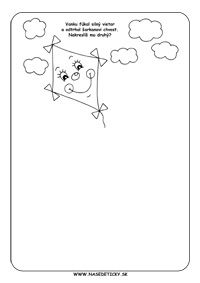 Vonku fúkal silný vietor
a odtrhol šarkanovi chvost.
Nakreslíš mu druhý?
WWW.NASEDETICKY.SK